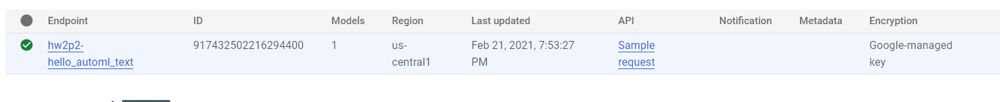 Endpoint ID Models Region Last updated API Notification Metadata Encryption
hw2p2- 917432502216294400 1 us- Feb 21, 2021, 7:53:27 Sample Google-managed
hello_automl_text central1 PM request key